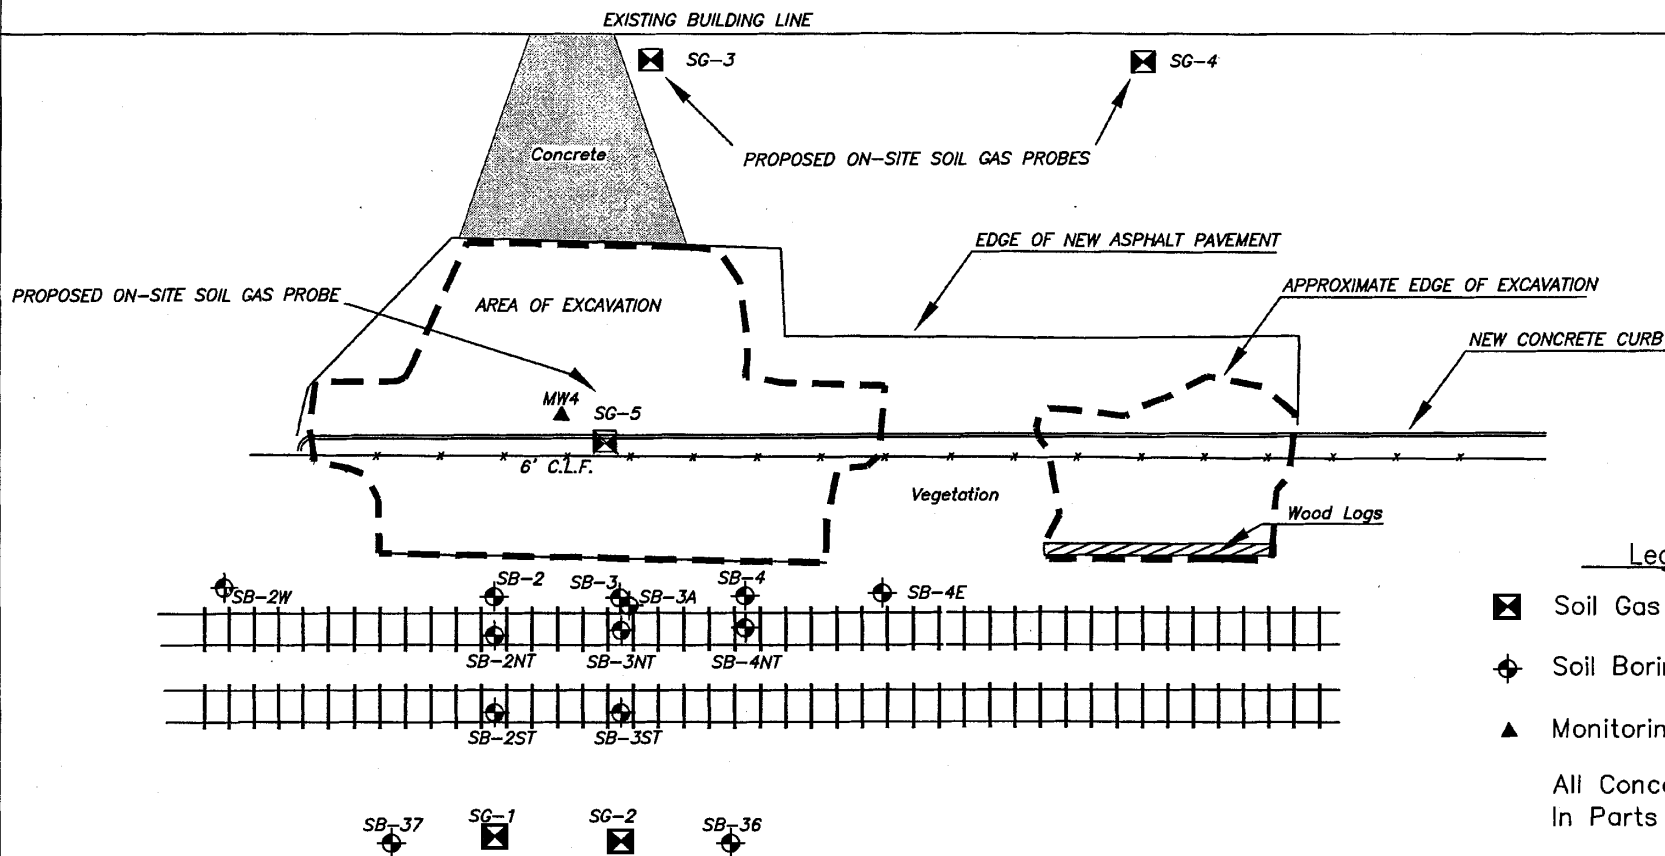 EXISTING BUILDING LINE
SG-3
SG-4
Concrete
PROPOSED ON-SITE SOIL GAS PROBES
EDGE OF NEW ASPHALT PAVEMENT
APPROXIMATE EDGE OF EXCAVATION
PROPOSED ON-SITE SOIL GAS PROBE
AREA OF EXCAVATION
NEW CONCRETE CURB
MW4
SG-5
6' C.L.F.
Vegetation
Wood Logs
SB-2W
SB-2
SB-3
SB-3A
SB-4
SB-4E
SB-2NT
SB-3NT
SB-4NT
SB-2ST
SB-3ST
SB-37
SG-1
SG-2
SB-36
Soil Gas
Soil
All
In Parts